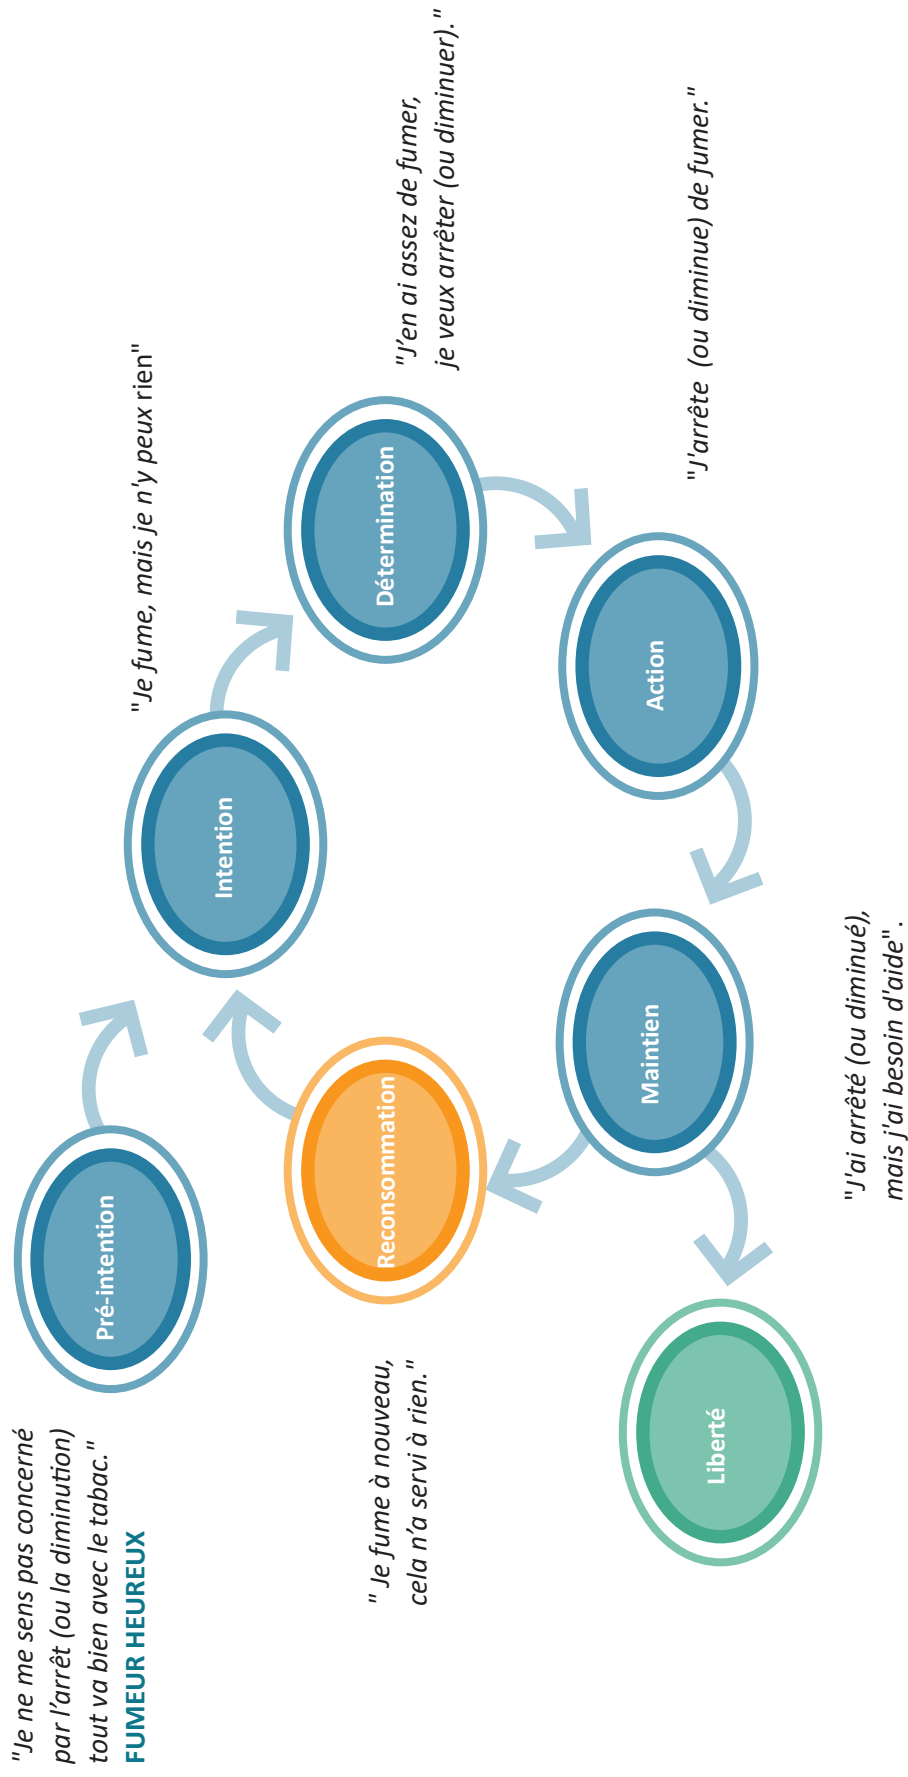 "Je ne me sens pas concerné
par l'arrêt (ou la diminution)
tout va bien avec le tabac."
FUMEUR HEUREUX
Pré-intention
"Je fume, mais je n'y peux rien"
Intention
"J'en ai assez de fumer,
je veux arrêter (ou diminuer)."
Détermination
"J'arrête (ou diminue) de fumer."
Action
"J'ai arrêté (ou diminué),
mais j'ai besoin d'aide" .
Maintien
" Je fume à nouveau,
cela n’a servi à rien."
Reconsommation
Liberté